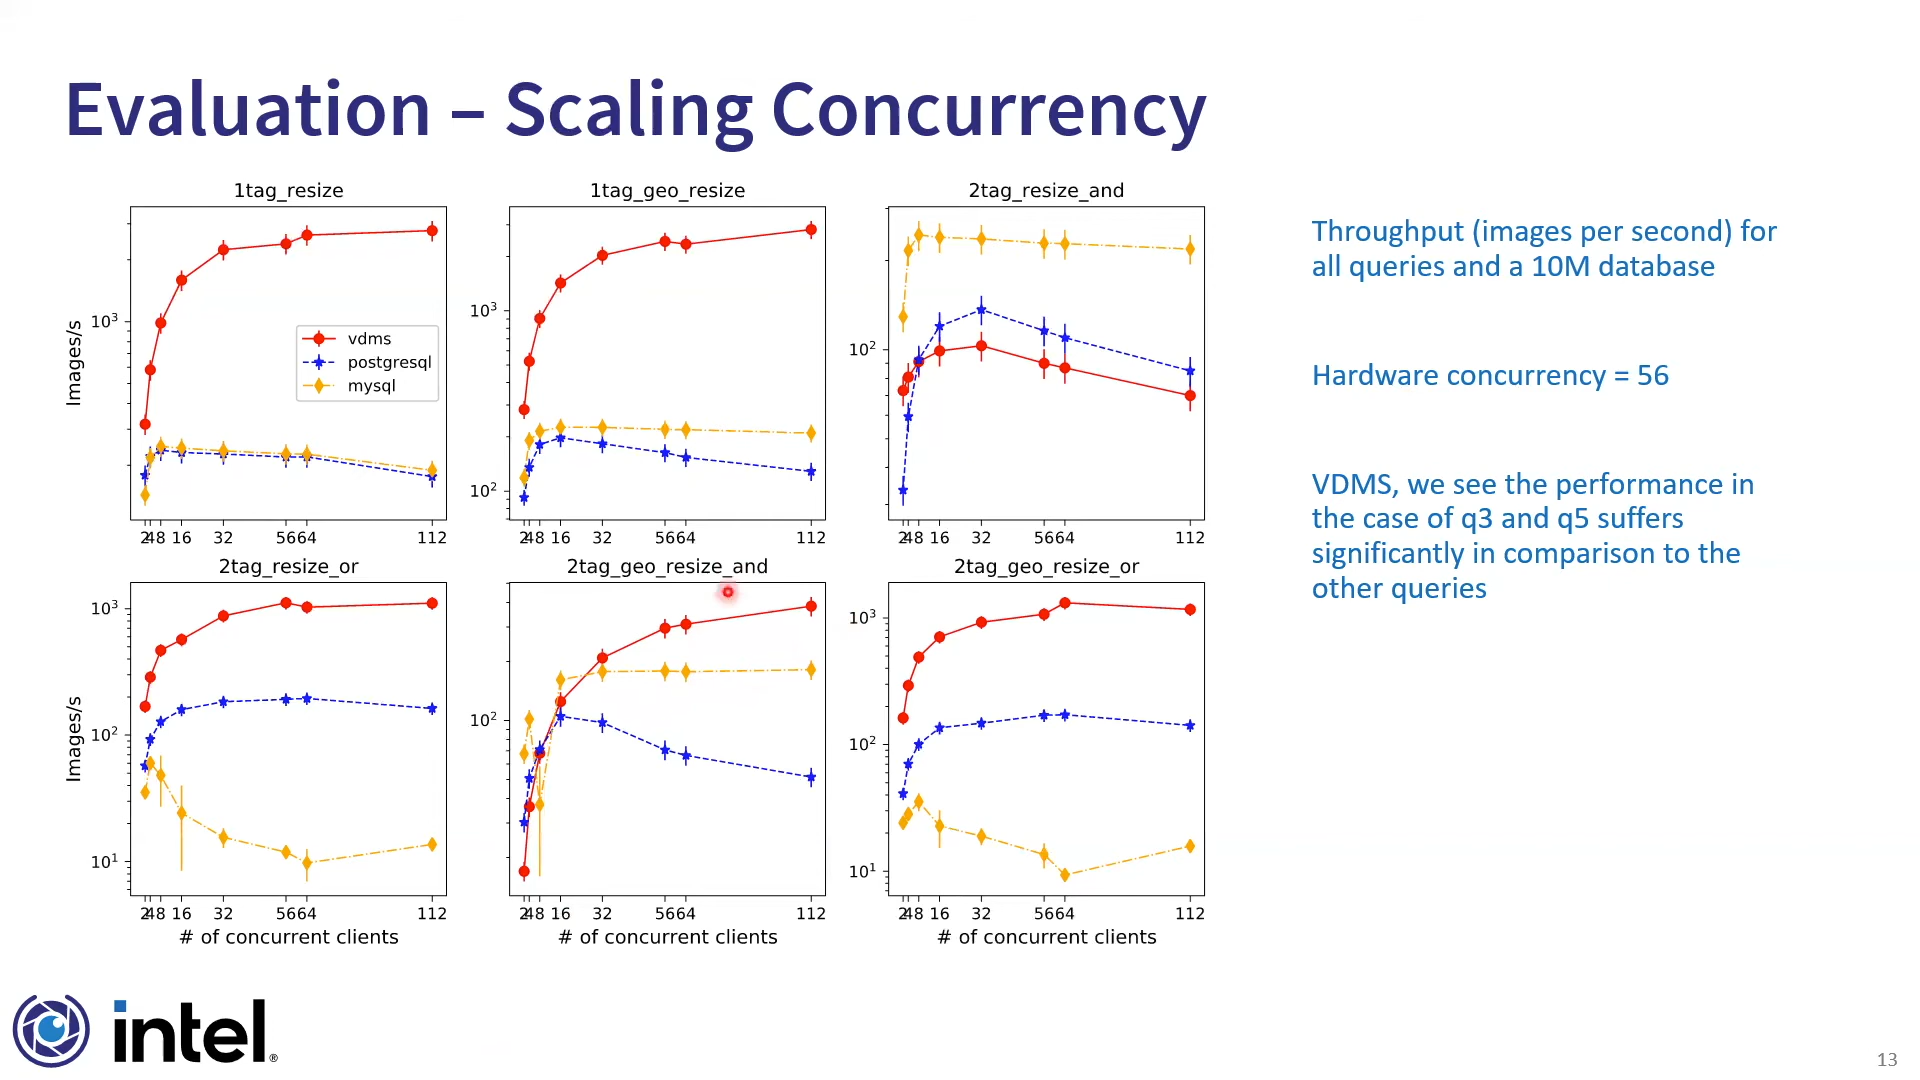 Evaluation – Scaling Concurrency
1tag_resize
1tag_geo_resize
2tag_resize_and
Images/s
10³
vdms
postgresql
mysql
2 4 8 16 32 56 64 112
10³
10²
2 4 8 16 32 56 64 112
10²
2 4 8 16 32 56 64 112
2tag_resize_or
2tag_geo_resize_and
2tag_geo_resize_or
Images/s
10³
10²
10¹
2 4 8 16 32 56 64 112
# of concurrent clients
10²
2 4 8 16 32 56 64 112
# of concurrent clients
10³
10²
10¹
2 4 8 16 32 56 64 112
# of concurrent clients
Throughput (images per second) for
all queries and a 10M database
Hardware concurrency = 56
VDMS, we see the performance in
the case of q3 and q5 suffers
significantly in comparison to the
other queries
intel®
13